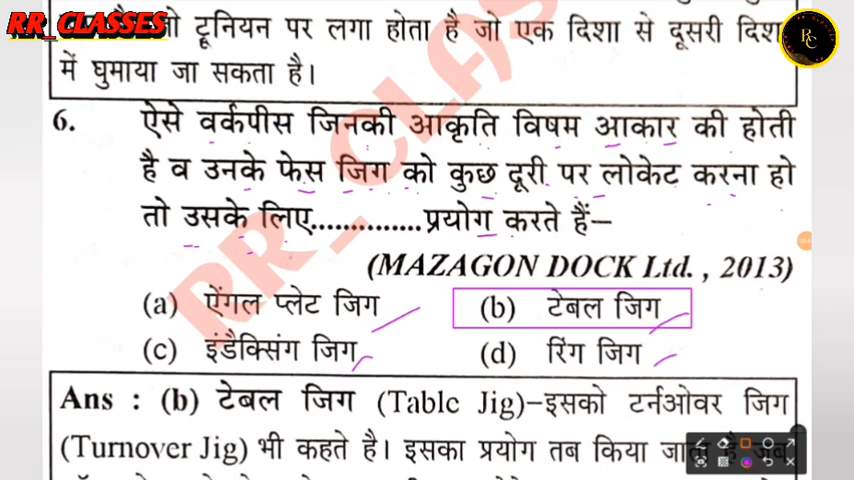 RR_CLASSES
ट्रूनियन पर लगा होता है जो एक दिशा से दूसरी
RC
में घुमाया जा सकता है।
6. ऐसे वर्कपीस जिनकी आकृति विषम आकार की होती
है व उनके फेस जिग को कुछ दूरी पर लोकेट करना हो
तो उसके लिए..............प्रयोग करते हैं–
(MAZAGON DOCK Ltd. , 2013)
(a) ऐंगल प्लेट जिग (b) टेबल जिग
(c) इंडैक्सिंग जिग (d) रिंग जिग
Ans : (b) टेबल जिग (Table Jig)–इसको टर्नओवर जिग
(Turnover Jig) भी कहते है। इसका प्रयोग तब किया जाता है जब